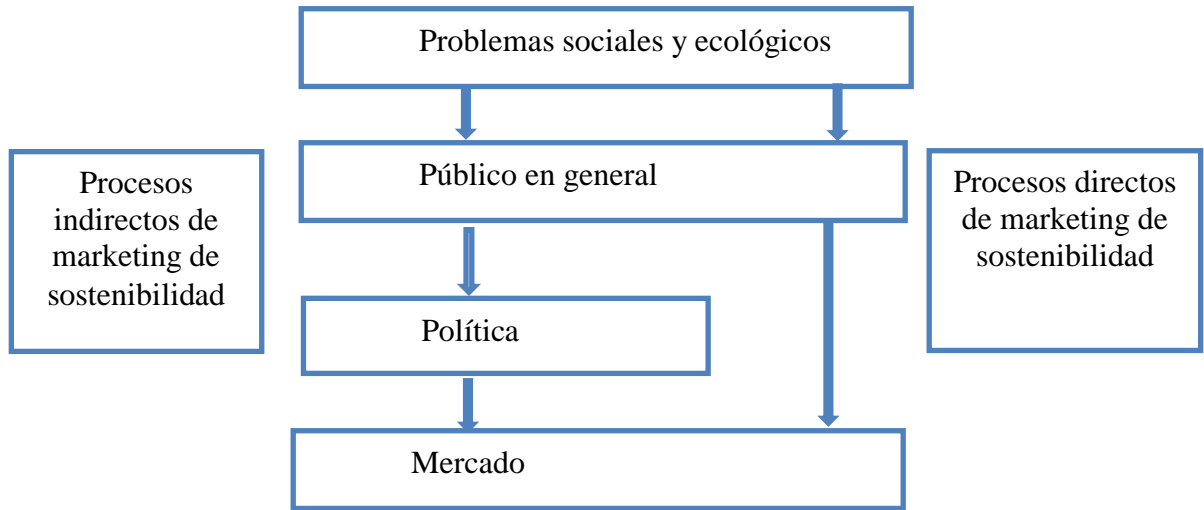 Problemas sociales y ecológicos
Público en general
Procesos
indirectos de
marketing de
sostenibilidad
Procesos directos
de marketing de
sostenibilidad
Política
Mercado